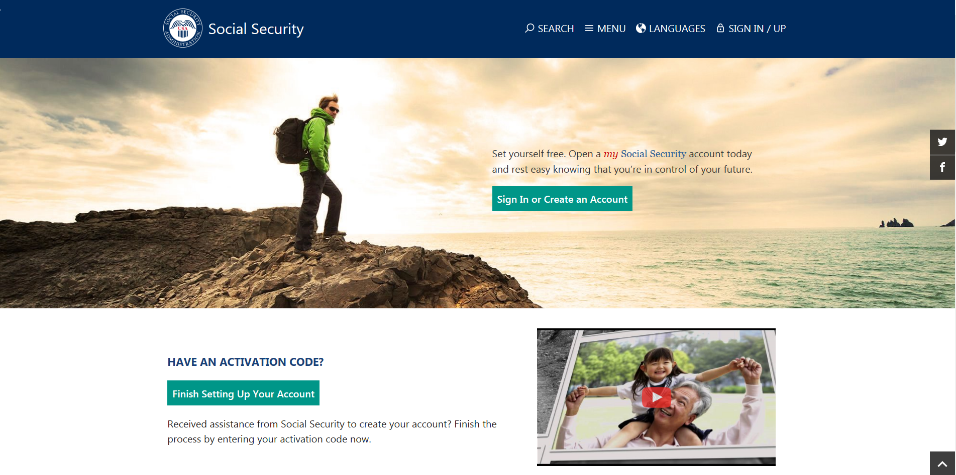 Social Security
SEARCH MENU LANGUAGES SIGN IN / UP
Set yourself free. Open a my Social Security account today
and rest easy knowing that you're in control of your future.
Sign In or Create an Account
HAVE AN ACTIVATION CODE?
Finish Setting Up Your Account
Received assistance from Social Security to create your account? Finish the
process by entering your activation code now.